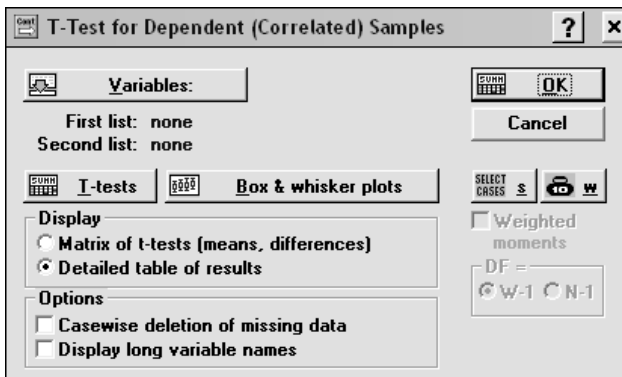 T-Test for Dependent (Correlated) Samples
?
Variables:
OK
First list: none
Second list: none
Cancel
T-tests
Box & whisker plots
SELECT CASES S
W
Display
Matrix of t-tests (means, differences)
Detailed table of results
Weighted moments
DF =
W-1 N-1
Options
Casewise deletion of missing data
Display long variable names